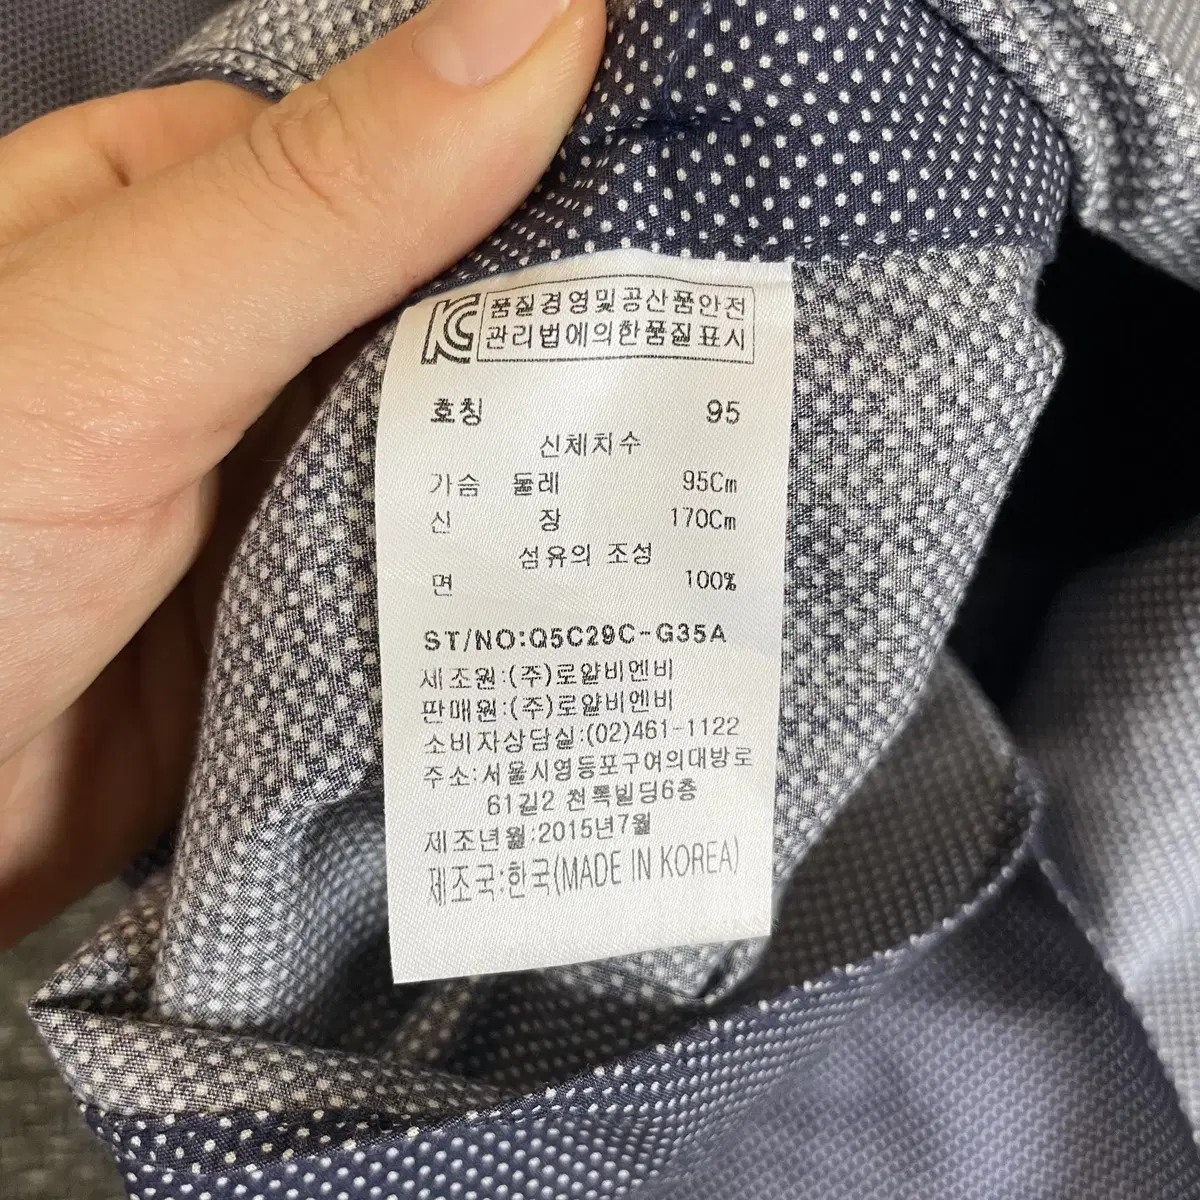 KC 품질경영및공산품안전
관리법에의한품질표시
호칭 95
신체치수
가슴 둘레 95Cm
신 장 170Cm
섬유의 조성
면 100%
ST/NO:Q5C29C-G35A
제조원:(주)로얄비엔비
판매원:(주)로얄비엔비
소비자상담실:(02)461-1122
주소:서울시영등포구여의대방로
61길2 천록빌딩6층
제조년월:2015년7월
제조국:한국(MADE IN KOREA)